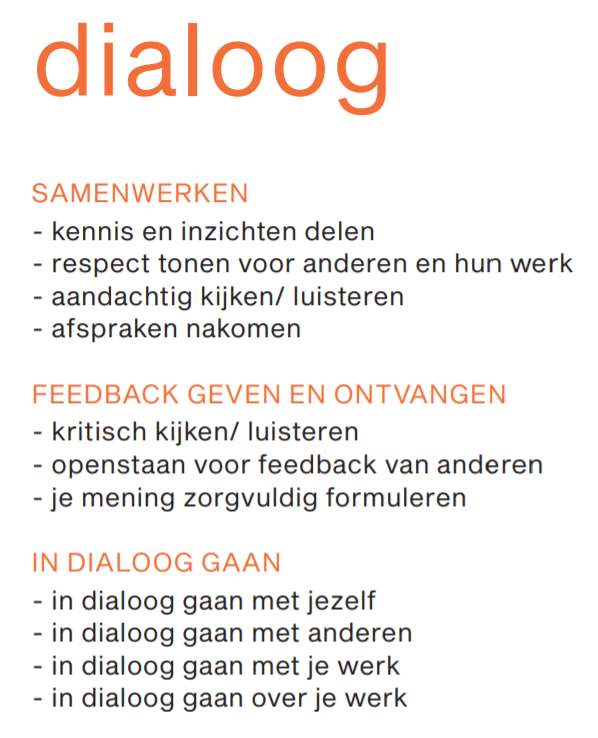 dialoog
SAMENWERKEN
- kennis en inzichten delen
- respect tonen voor anderen en hun werk
- aandachtig kijken/ luisteren
- afspraken nakomen
FEEDBACK GEVEN EN ONTVANGEN
- kritisch kijken/ luisteren
- openstaan voor feedback van anderen
- je mening zorgvuldig formuleren
IN DIALOOG GAAN
- in dialoog gaan met jezelf
- in dialoog gaan met anderen
- in dialoog gaan met je werk
- in dialoog gaan over je werk